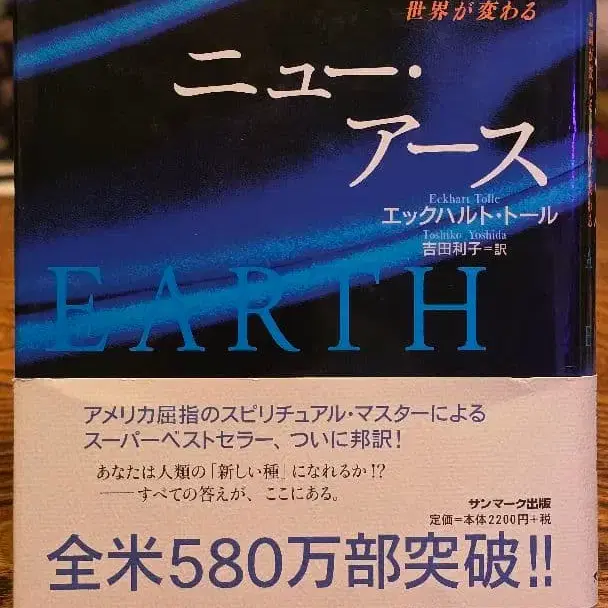 世界が変わる
ニュー・
アース
Eckhart Tolle
エックハルト・トール
Toshiko Yoshida
吉田利子＝訳
EARTH
アメリカ屈指のスピリチュアル・マスターによる
スーパーベストセラー、ついに邦訳！
あなたは人類の「新しい種」になれるか！？
――すべての答えが、ここにある。
サンマーク出版
定価＝本体2200円＋税
全米580万部突破!!